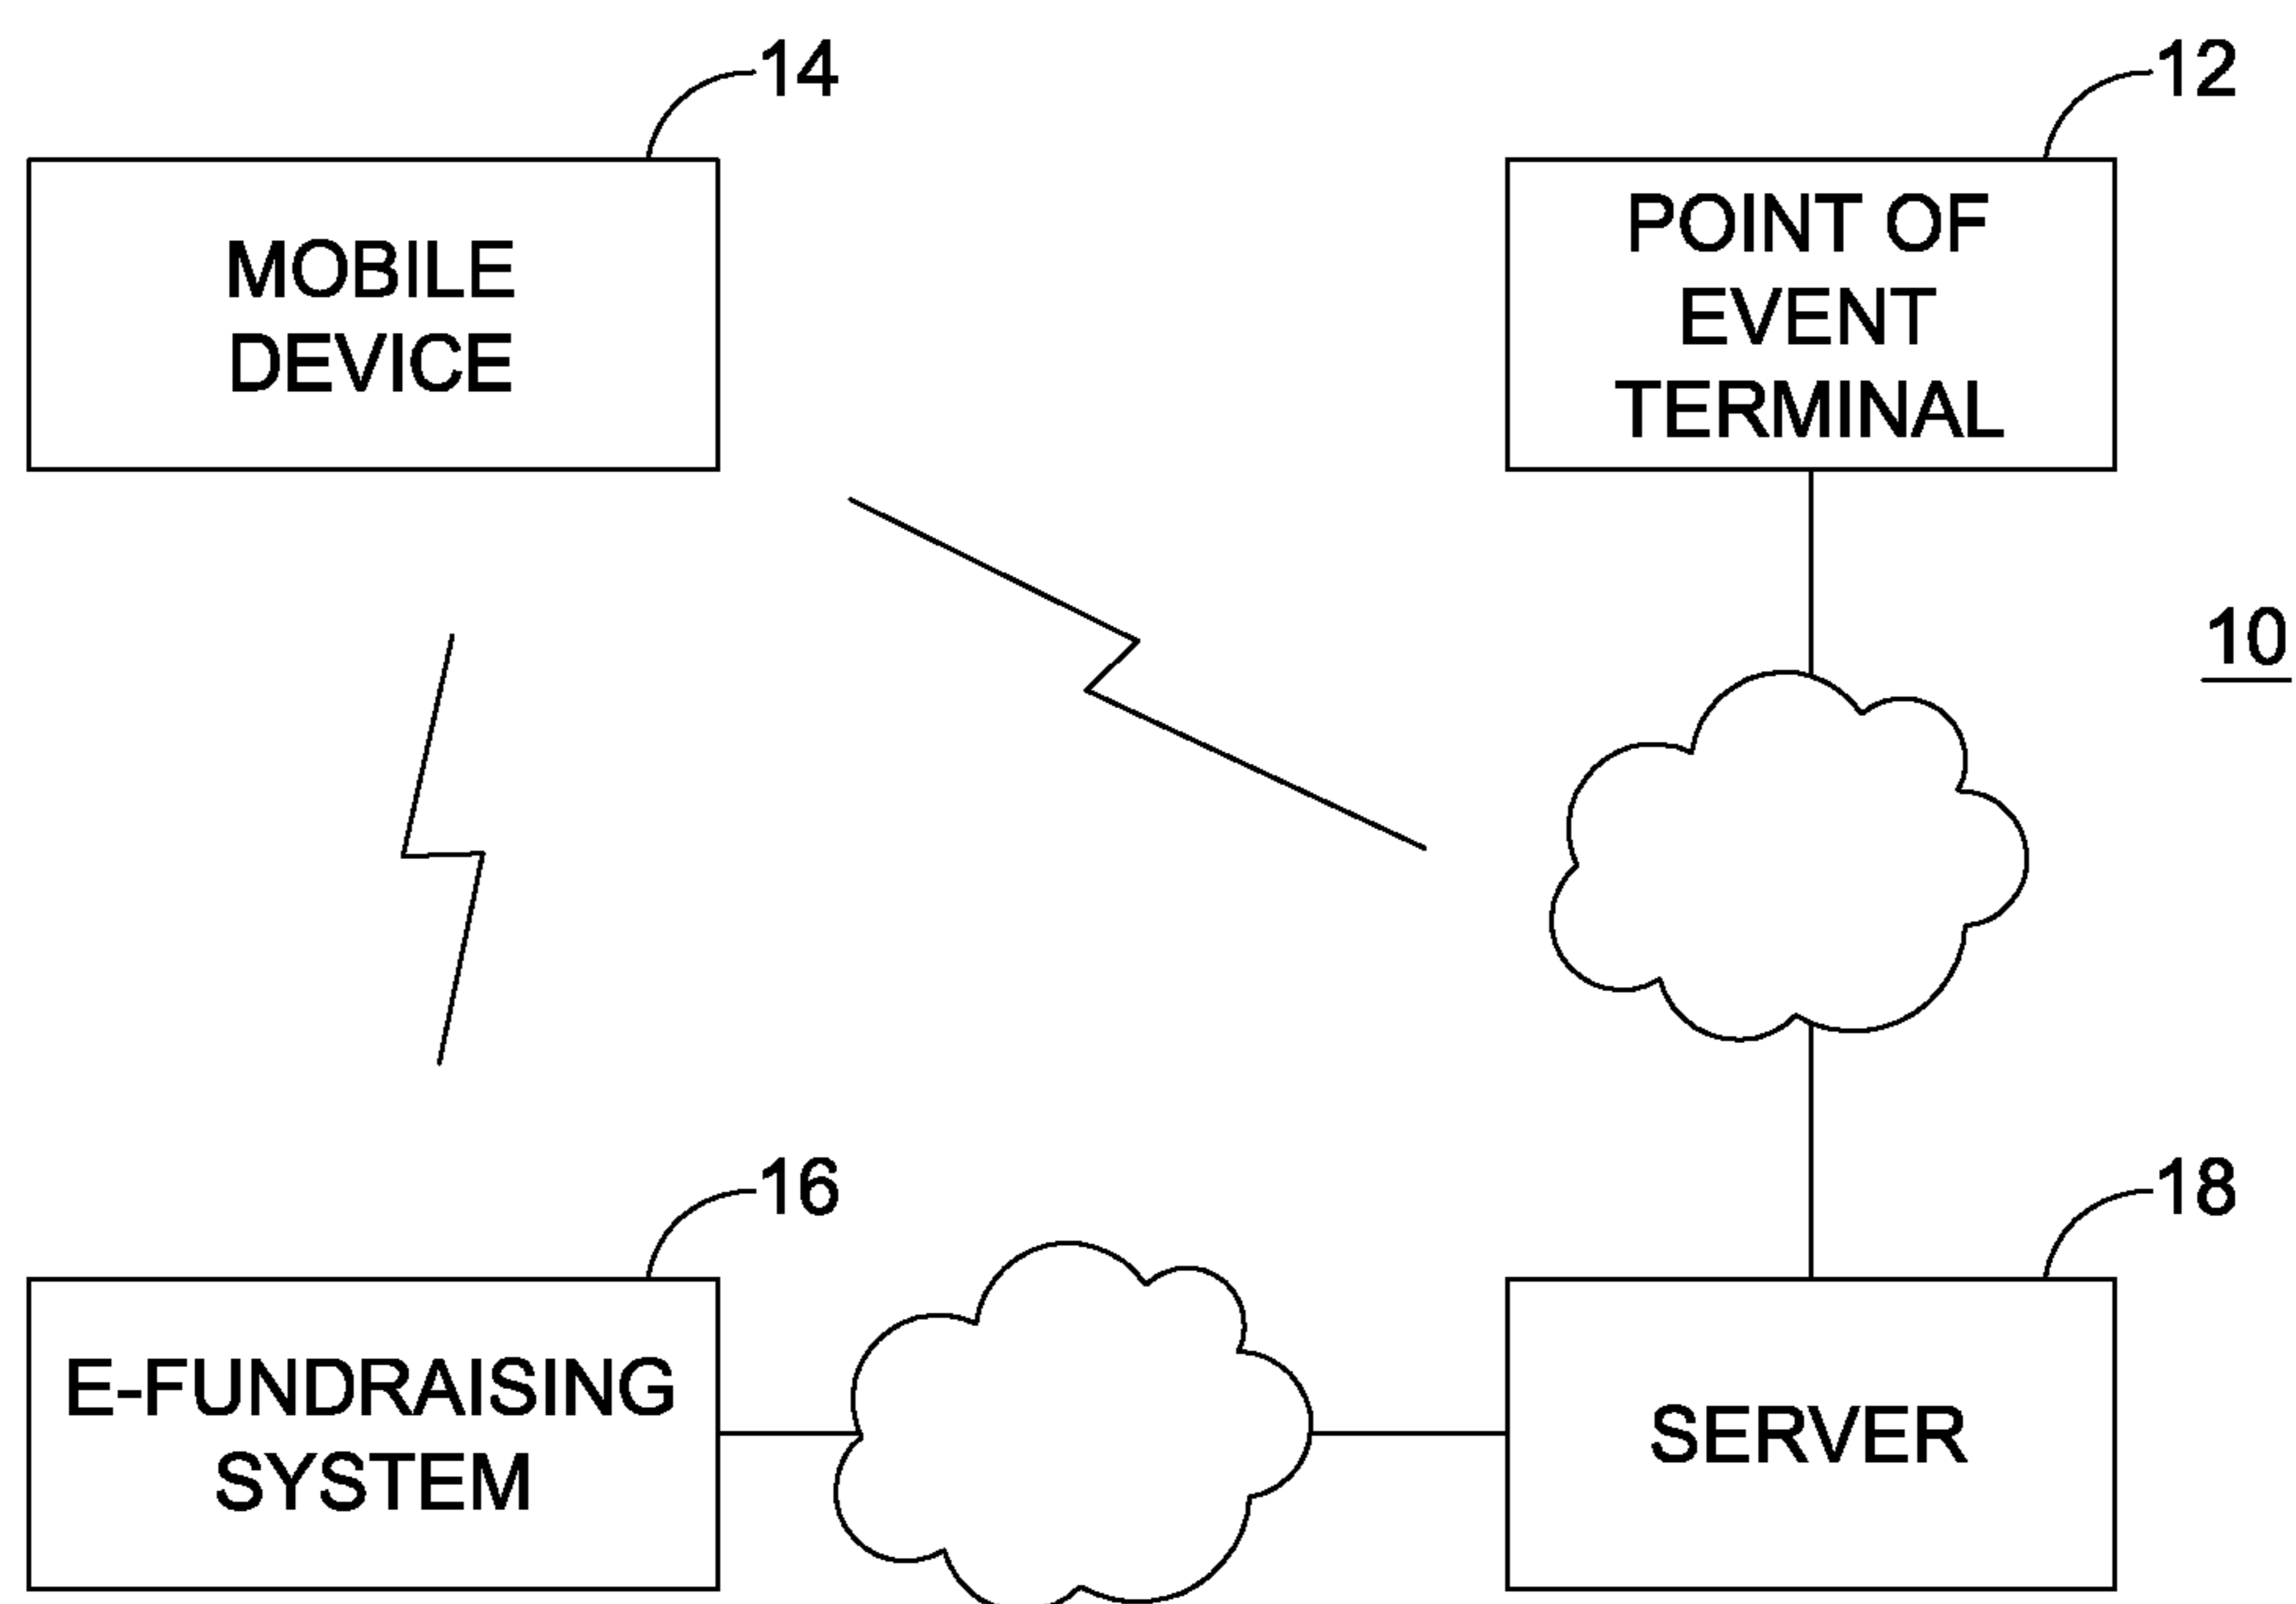 14
12
MOBILE
DEVICE
POINT OF
EVENT
TERMINAL
10
16
18
E-FUNDRAISING
SYSTEM
SERVER